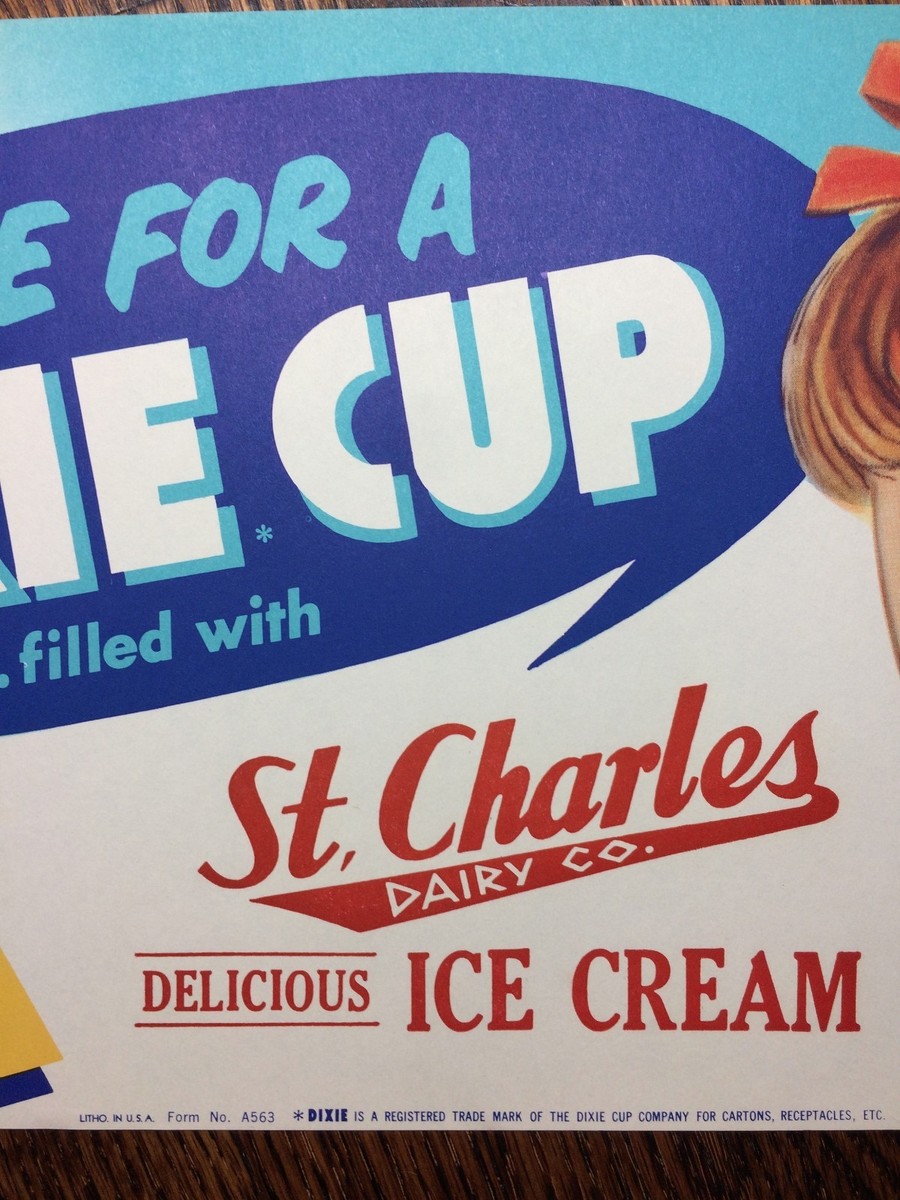 E FOR A
IE* CUP
.filled with
St. Charles
DAIRY CO.
DELICIOUS ICE CREAM
LITHO. IN U.S.A. Form No. A563 *DIXIE IS A REGISTERED TRADE MARK OF THE DIXIE CUP COMPANY FOR CARTONS, RECEPTACLES, ETC.